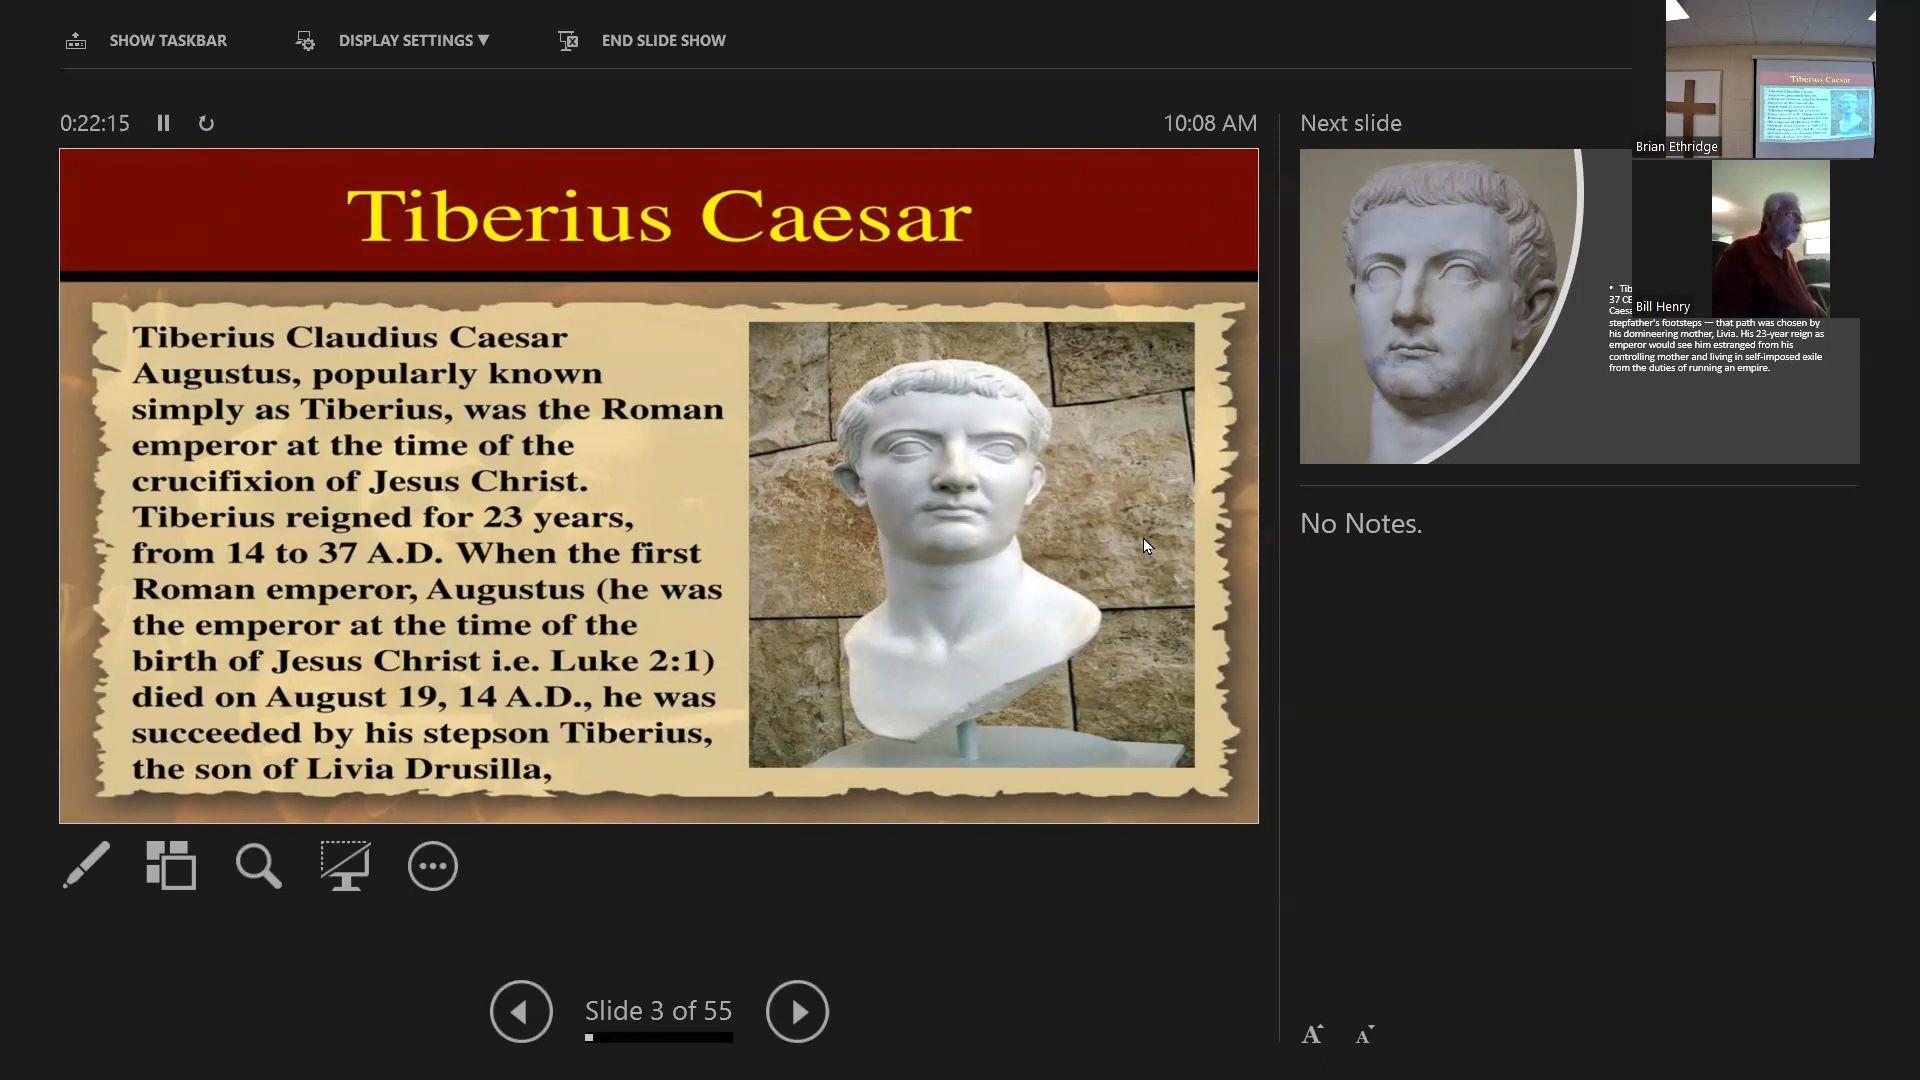 SHOW TASKBAR
DISPLAY SETTINGS ▼
END SLIDE SHOW
0:22:15
10:08 AM
Next slide
Tiberius Caesar
Tiberius Claudius Caesar
Augustus, popularly known
simply as Tiberius, was the Roman
emperor at the time of the
crucifixion of Jesus Christ.
Tiberius reigned for 23 years,
from 14 to 37 A.D. When the first
Roman emperor, Augustus (he was
the emperor at the time of the
birth of Jesus Christ i.e. Luke 2:1)
died on August 19, 14 A.D., he was
succeeded by his stepson Tiberius,
the son of Livia Drusilla,
Slide 3 of 55
Tiberius Caesar
Brian Ethridge
Bill Henry
• Tib
37 CE
Caesa
stepfather's footsteps — that path was chosen by
his domineering mother, Livia. His 23-year reign as
emperor would see him estranged from his
controlling mother and living in self-imposed exile
from the duties of running an empire.
No Notes.
A A